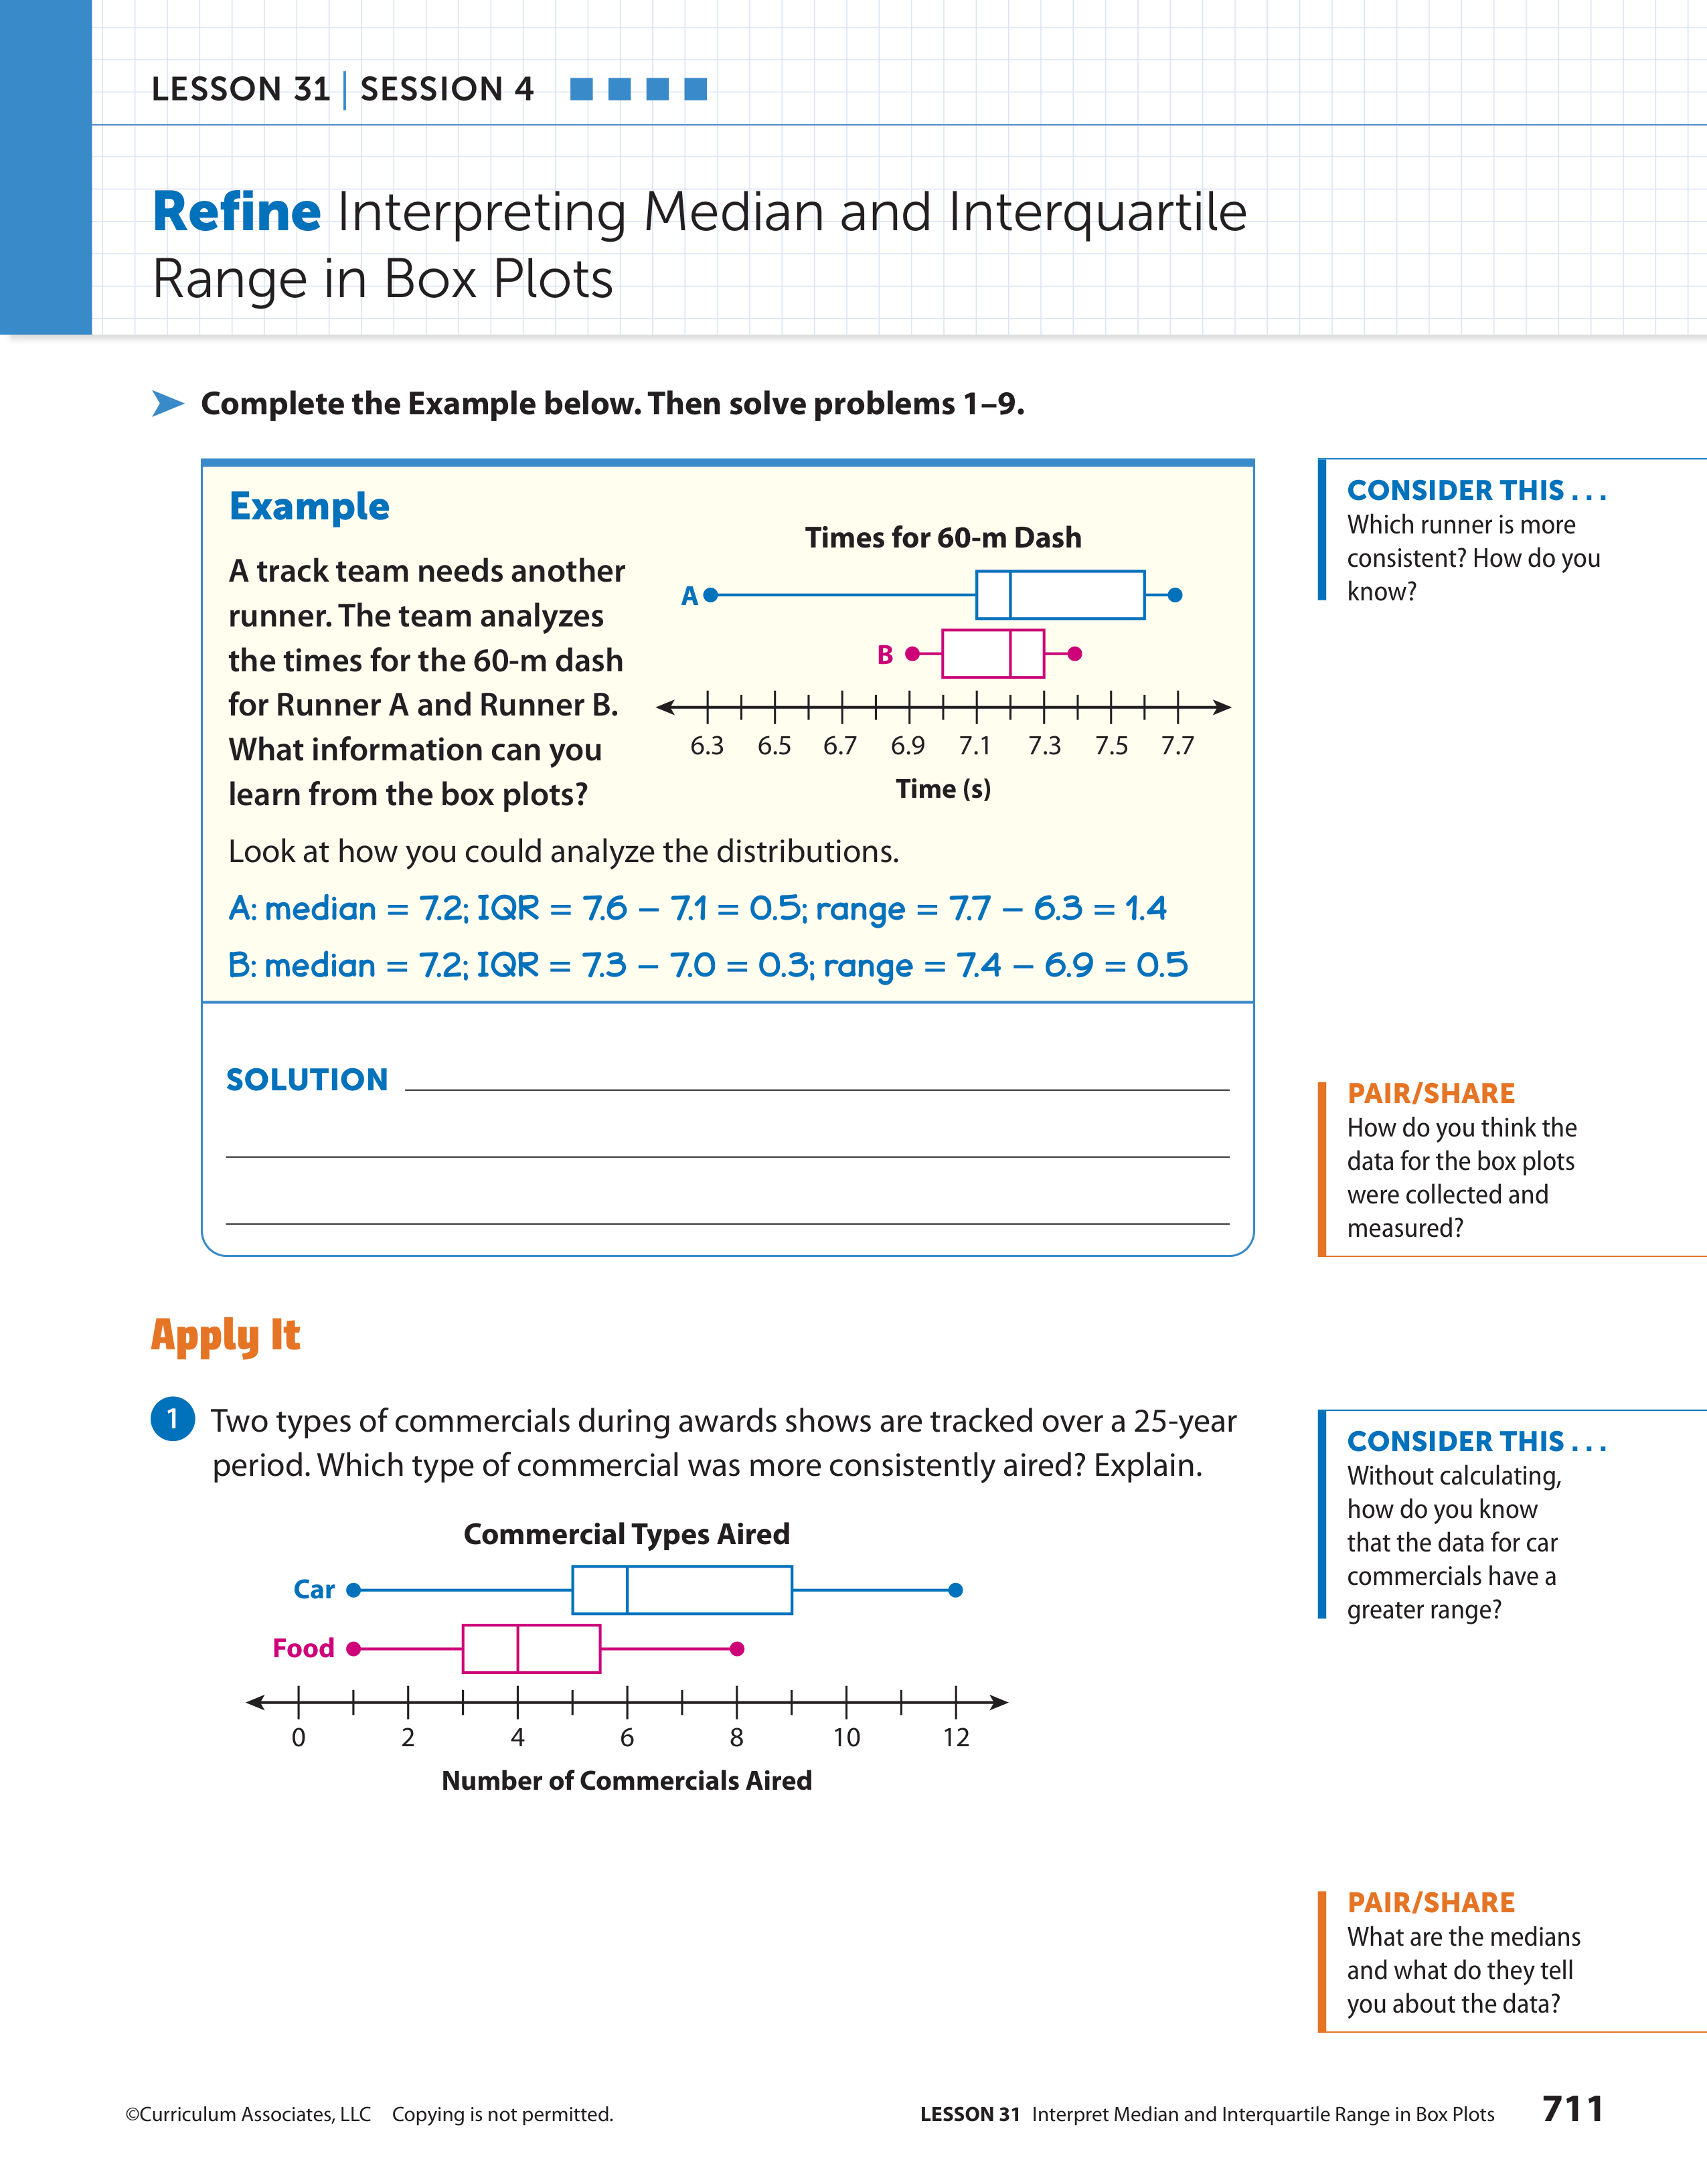 LESSON 31 | SESSION 4
Refine Interpreting Median and Interquartile
Range in Box Plots
Complete the Example below. Then solve problems 1–9.
Example
A track team needs another
runner. The team analyzes
the times for the 60-m dash
for Runner A and Runner B.
What information can you
learn from the box plots?
Times for 60-m Dash
A
B
6.3 6.5 6.7 6.9 7.1 7.3 7.5 7.7
Time (s)
Look at how you could analyze the distributions.
A: median = 7.2; IQR = 7.6 − 7.1 = 0.5; range = 7.7 − 6.3 = 1.4
B: median = 7.2; IQR = 7.3 − 7.0 = 0.3; range = 7.4 − 6.9 = 0.5
SOLUTION
CONSIDER THIS . . .
Which runner is more
consistent? How do you
know?
PAIR/SHARE
How do you think the
data for the box plots
were collected and
measured?
Apply It
1 Two types of commercials during awards shows are tracked over a 25-year
period. Which type of commercial was more consistently aired? Explain.
Commercial Types Aired
Car
Food
0 2 4 6 8 10 12
Number of Commercials Aired
CONSIDER THIS . . .
Without calculating,
how do you know
that the data for car
commercials have a
greater range?
PAIR/SHARE
What are the medians
and what do they tell
you about the data?
©Curriculum Associates, LLC Copying is not permitted.
LESSON 31 Interpret Median and Interquartile Range in Box Plots 711